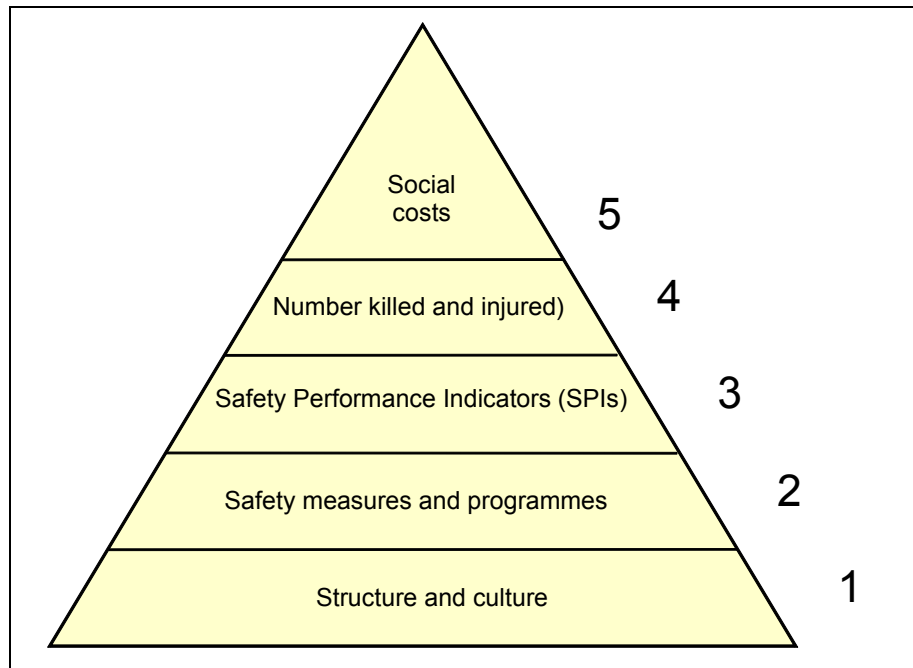 Social
costs
5
Number killed and injured)
4
Safety Performance Indicators (SPIs)
3
Safety measures and programmes
2
Structure and culture
1